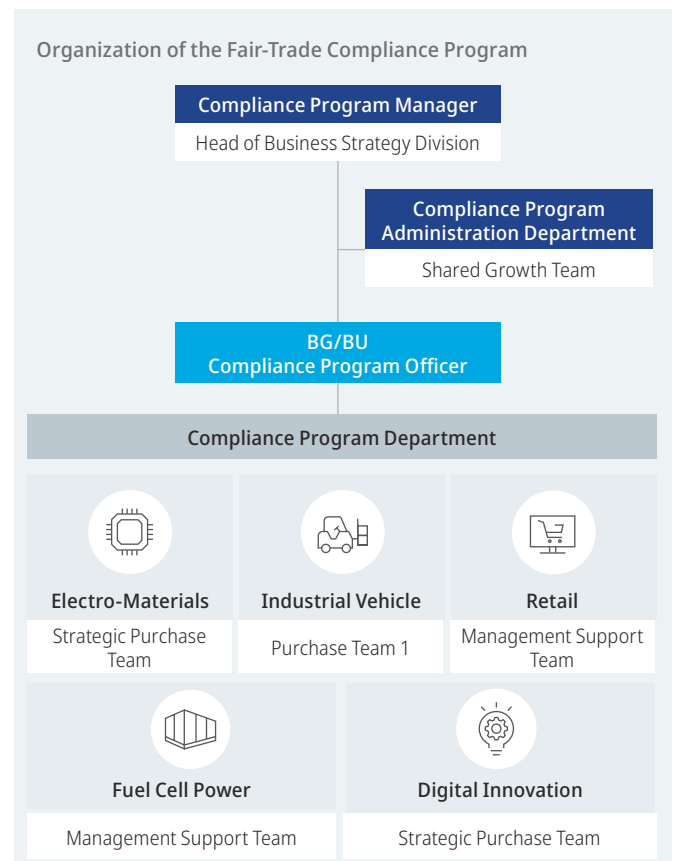 Organization of the Fair-Trade Compliance Program
Compliance Program Manager
Head of Business Strategy Division
Compliance Program
Administration Department
Shared Growth Team
BG/BU
Compliance Program Officer
Compliance Program Department
Electro-Materials
Strategic Purchase
Team
Industrial Vehicle
Purchase Team 1
Retail
Management Support
Team
Fuel Cell Power
Management Support Team
Digital Innovation
Strategic Purchase Team